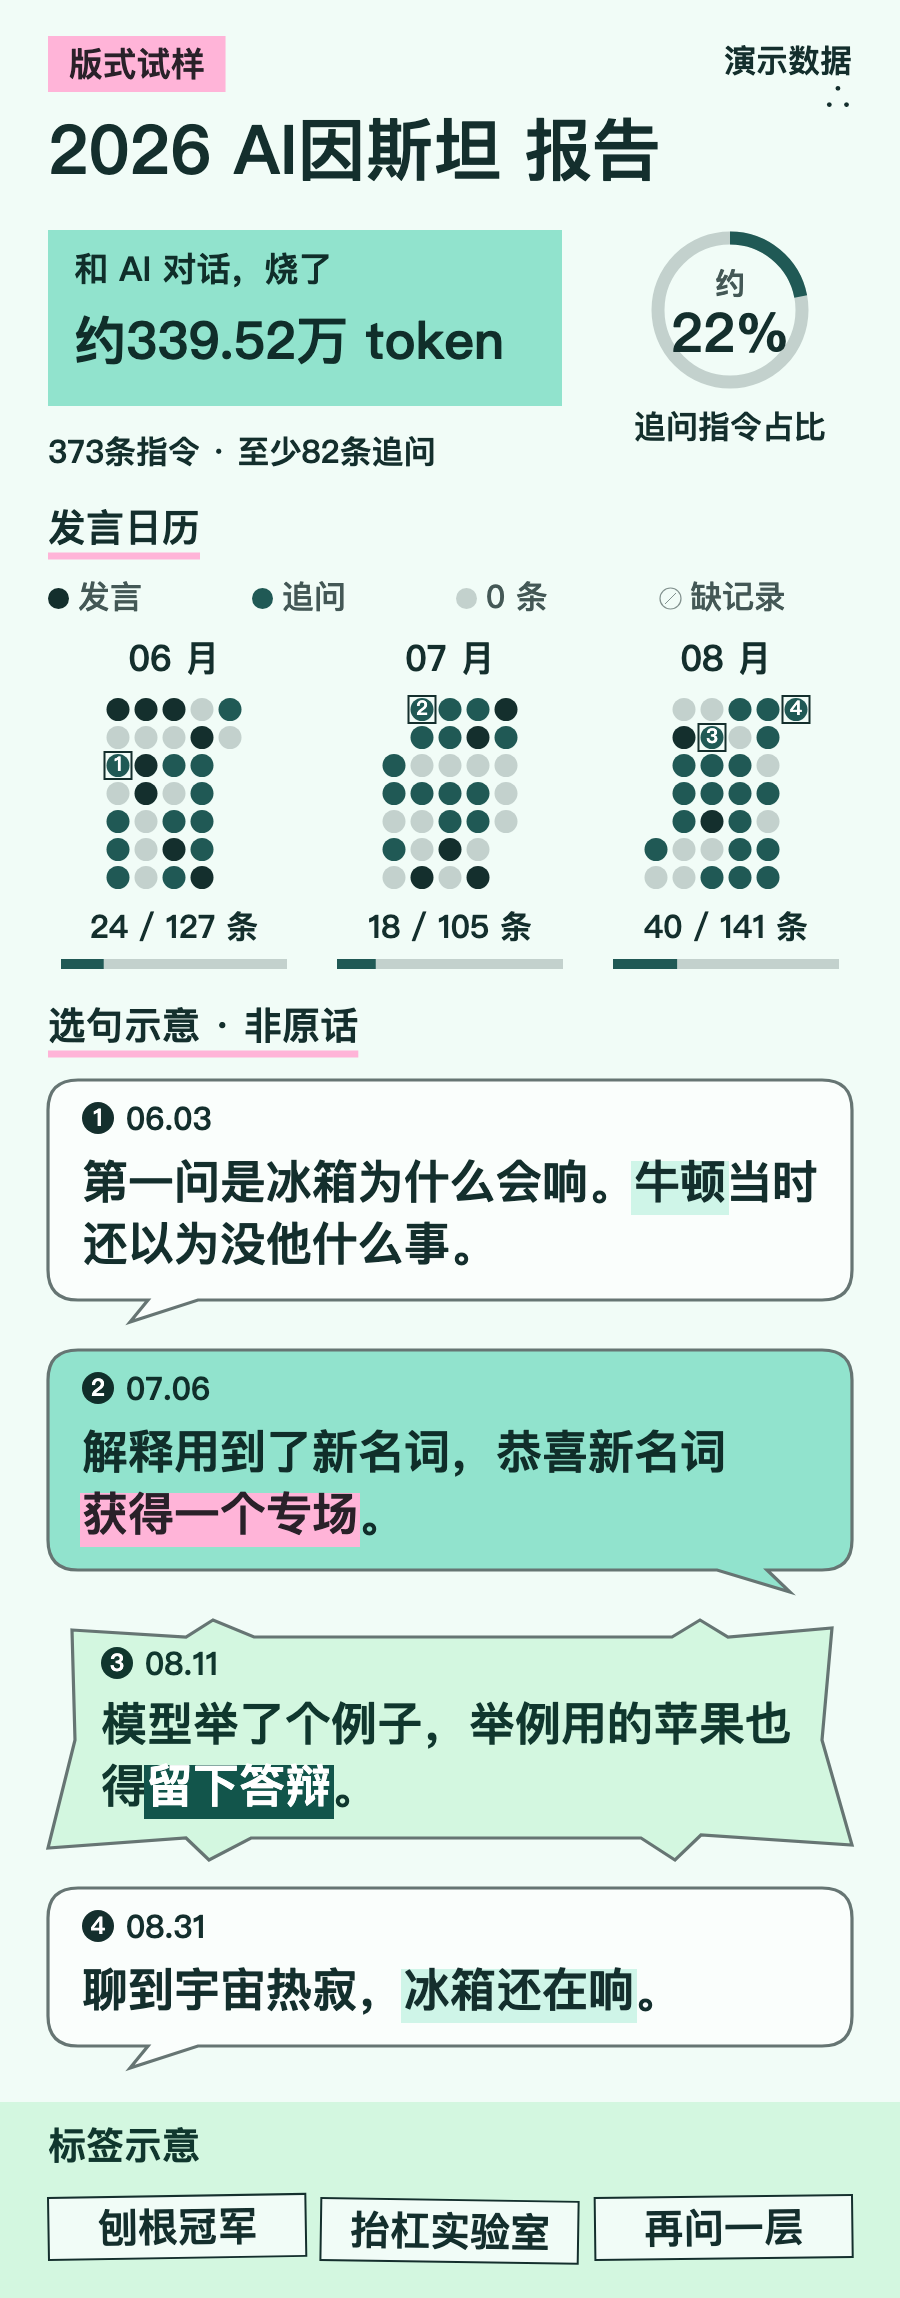 版式试样
演示数据
2026 AI因斯坦 报告
和 AI 对话，烧了
约339.52万 token
约
22%
追问指令占比
373条指令 · 至少82条追问
发言日历
发言
追问
0 条
缺记录
06 月
07 月
08 月
2
4
3
1
24 / 127 条
18 / 105 条
40 / 141 条
选句示意 · 非原话
1 06.03
第一问是冰箱为什么会响。牛顿当时
还以为没他什么事。
2 07.06
解释用到了新名词，恭喜新名词
获得一个专场。
3 08.11
模型举了个例子，举例用的苹果也
得留下答辩。
4 08.31
聊到宇宙热寂，冰箱还在响。
标签示意
刨根冠军
抬杠实验室
再问一层